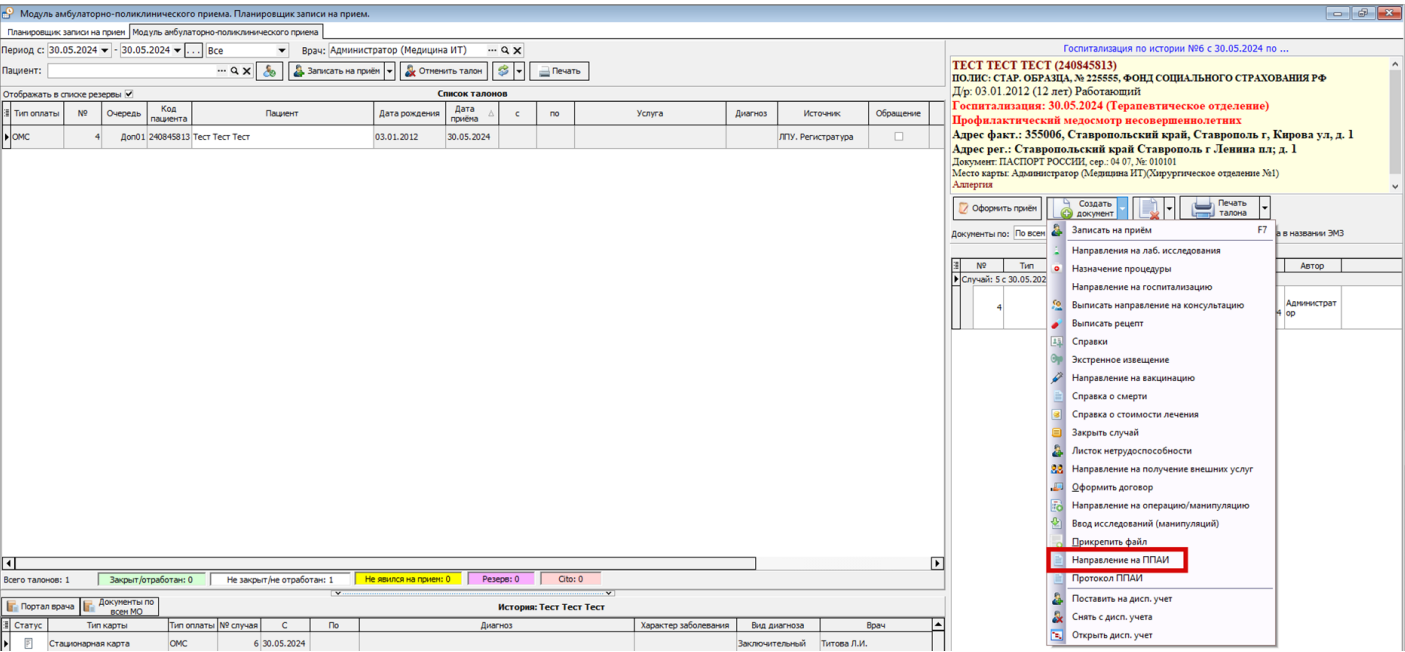 Модуль амбулаторно-поликлинического приема. Планировщик записи на прием.
Планировщик записи на прием Модуль амбулаторно-поликлинического приема
Период с: 30.05.2024 - 30.05.2024 ... Все Врач: Администратор (Медицина ИТ) ...
Пациент: ... Записать на приём Отменить талон Печать
Отображать в списке резервы Список талонов
Тип оплаты № Очередь Код пациента Пациент Дата рождения Дата приёма с по Услуга Диагноз Источник Обращение
ОМС 4 Доп01 240845813 Тест Тест Тест 03.01.2012 30.05.2024 ЛПУ. Регистратура
Всего талонов: 1 Закрыт/отработан: 0 Не закрыт/не отработан: 1 Не явился на прием: 0 Резерв: 0 Cito: 0
Портал врача Документы по всем МО История: Тест Тест Тест
Статус Тип карты Тип оплаты № случая С По Диагноз Характер заболевания Вид диагноза Врач
Стационарная карта ОМС 6 30.05.2024 Заключительный Титова Л.И.
Госпитализация по истории №6 с 30.05.2024 по ...
ТЕСТ ТЕСТ ТЕСТ (240845813)
ПОЛИС: СТАР. ОБРАЗЦА, № 225555, ФОНД СОЦИАЛЬНОГО СТРАХОВАНИЯ РФ
Д/р: 03.01.2012 (12 лет) Работающий
Госпитализация: 30.05.2024 (Терапевтическое отделение)
Профилактический медосмотр несовершеннолетних
Адрес факт.: 355006, Ставропольский край, Ставрополь г, Кирова ул, д. 1
Адрес рег.: Ставропольский край Ставрополь г Ленина пл; д. 1
Документ: ПАСПОРТ РОССИИ, сер.: 04 07, №: 010101
Место карты: Администратор (Медицина ИТ)(Хирургическое отделение №1)
Аллергия
Оформить приём Создать документ Печать талона
Документы по: По всем а в названии ЭМЗ
№ Тип Автор
Случай: 5 с 30.05.202
4 4 Администратор
Записать на приём F7
Направления на лаб. исследования
Назначение процедуры
Направление на госпитализацию
Выписать направление на консультацию
Выписать рецепт
Справки
Экстренное извещение
Направление на вакцинацию
Справка о смерти
Справка о стоимости лечения
Закрыть случай
Листок нетрудоспособности
Направление на получение внешних услуг
Оформить договор
Направление на операцию/манипуляцию
Ввод исследований (манипуляций)
Прикрепить файл
Направление на ППАИ
Протокол ППАИ
Поставить на дисп. учет
Снять с дисп. учета
Открыть дисп. учет